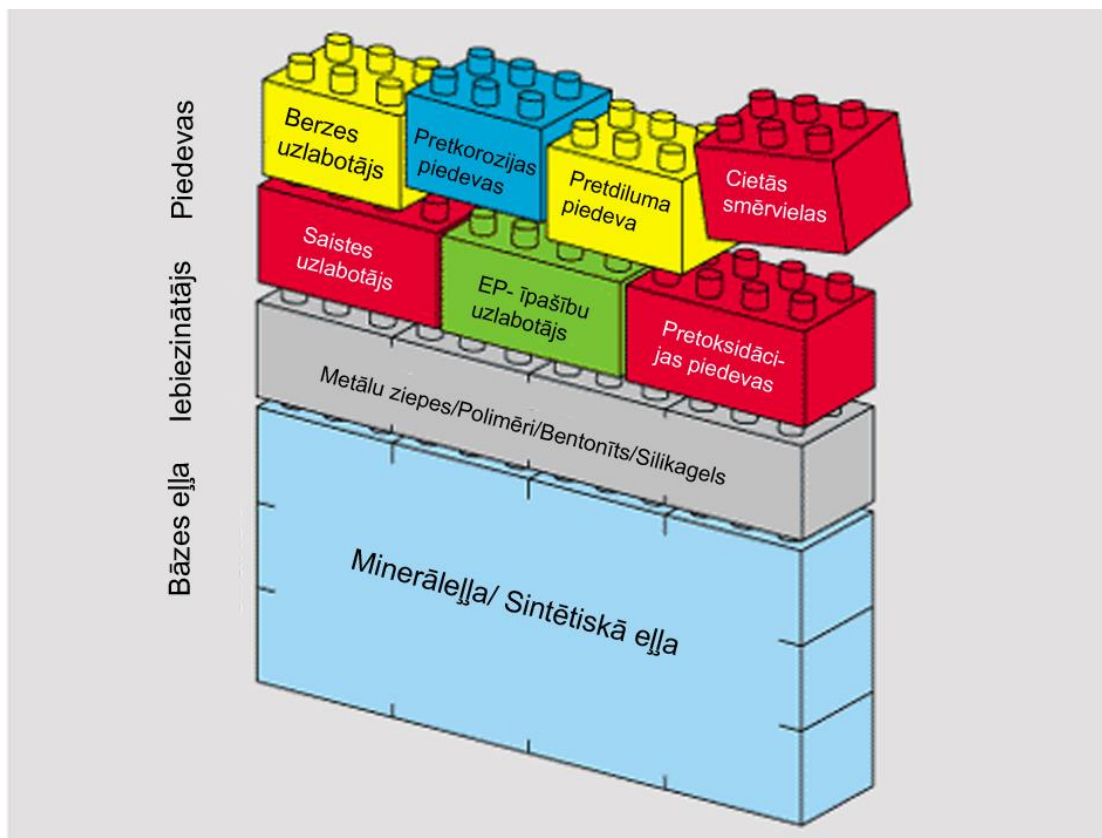 Piedevas
Iebiezinātājs
Bāzes eļļa
Berzes
uzlabotājs
Pretkorozijas
piedevas
Pretdiluma
piedeva
Cietās
smērvielas
Saistes
uzlabotājs
EP- īpašību
uzlabotājs
Pretoksidāci-
jas piedevas
Metālu ziepes/Polimēri/Bentonīts/Silikagels
Minerāleļļa/ Sintētiskā eļļa